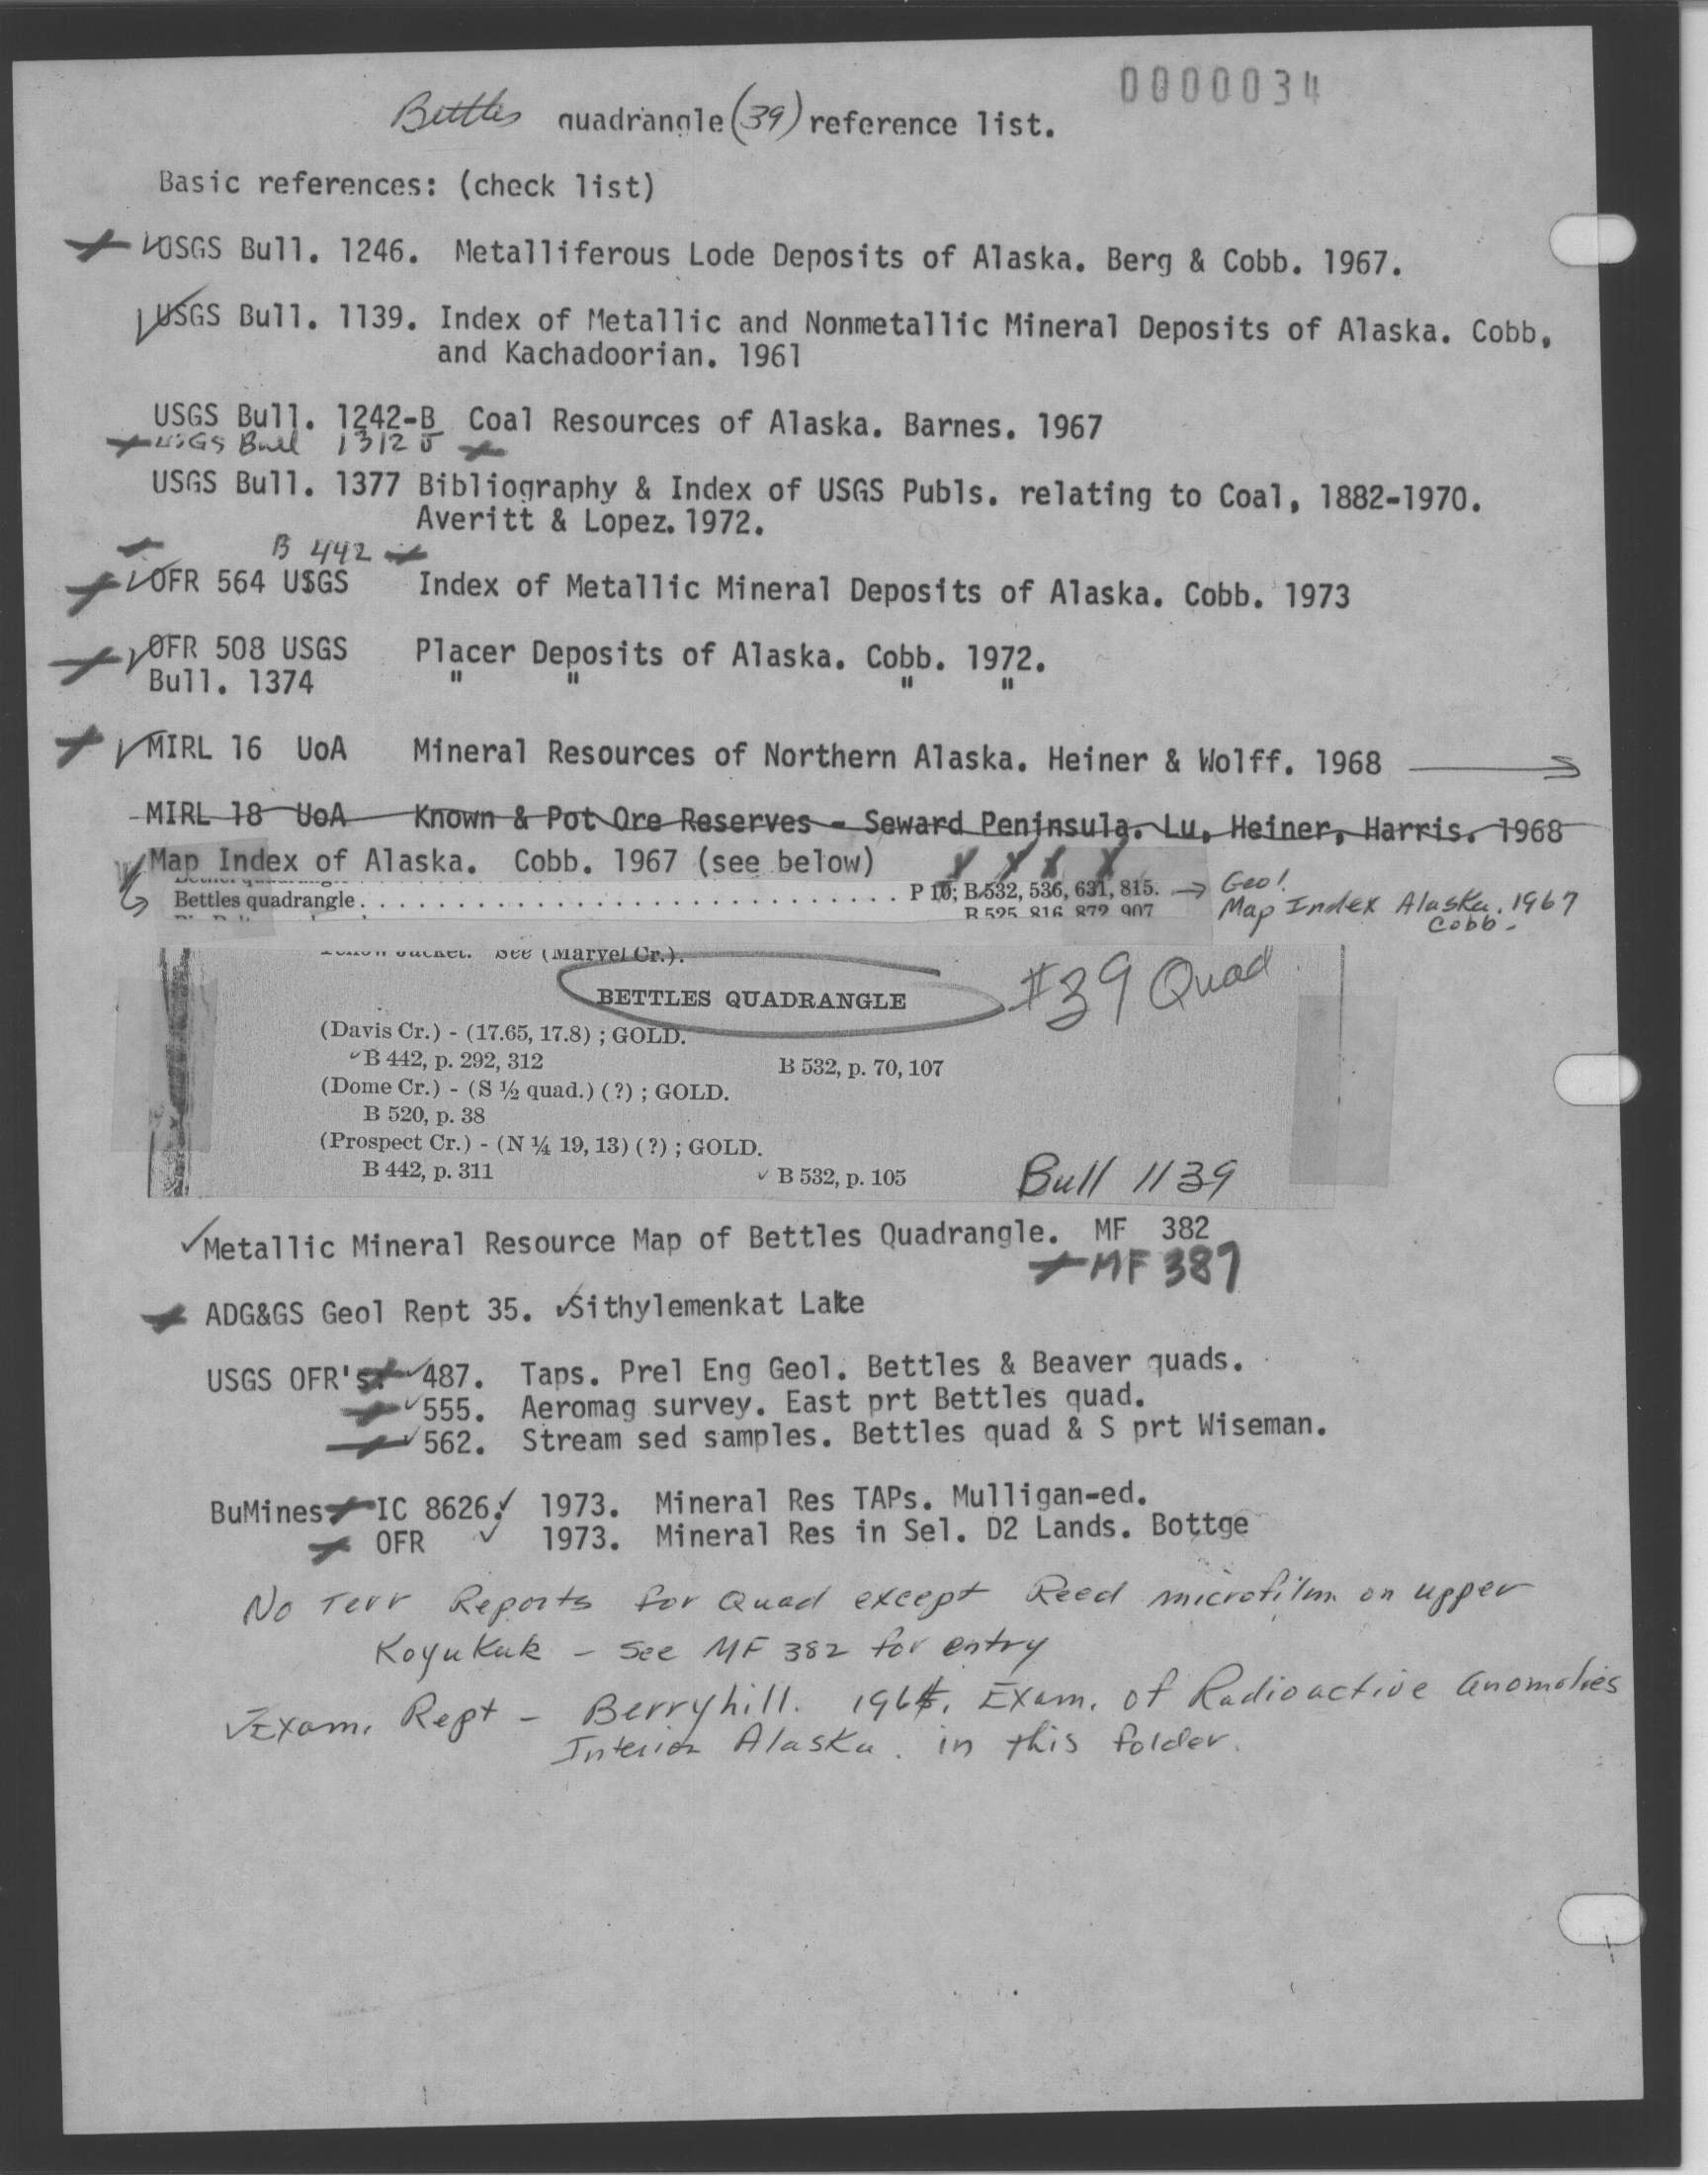 0000034
Bettles quadrangle (39) reference list.
Basic references: (check list)
USGS Bull. 1246. Metalliferous Lode Deposits of Alaska. Berg & Cobb. 1967.
USGS Bull. 1139. Index of Metallic and Nonmetallic Mineral Deposits of Alaska. Cobb,
and Kachadoorian. 1961
USGS Bull. 1242-B Coal Resources of Alaska. Barnes. 1967
USGS Bull 1312 J
USGS Bull. 1377 Bibliography & Index of USGS Publs. relating to Coal, 1882-1970.
Averitt & Lopez. 1972.
B 442
OFR 564 USGS Index of Metallic Mineral Deposits of Alaska. Cobb. 1973
OFR 508 USGS Placer Deposits of Alaska. Cobb. 1972.
Bull. 1374 " " " "
MIRL 16 UoA Mineral Resources of Northern Alaska. Heiner & Wolff. 1968
MIRL 18 UoA Known & Pot Ore Reserves - Seward Peninsula. Lu, Heiner, Harris. 1968
Map Index of Alaska. Cobb. 1967 (see below)
Bettles quadrangle . . . . . . . . . . . . . . . . . . . . . . . . . . . . P 10; B 532, 536, 631, 815. → Geo!
B 525 816 872 907 Map Index Alaska. 1967
Cobb.
Yellow Jacket. See (Marvel Cr.).
BETTLES QUADRANGLE #39 Quad
(Davis Cr.) - (17.65, 17.8) ; GOLD.
B 442, p. 292, 312 B 532, p. 70, 107
(Dome Cr.) - (S ½ quad.) (?) ; GOLD.
B 520, p. 38
(Prospect Cr.) - (N ¼ 19, 13) (?) ; GOLD.
B 442, p. 311 B 532, p. 105 Bull 1139
Metallic Mineral Resource Map of Bettles Quadrangle. MF 382
MF 387
ADG&GS Geol Rept 35. Sithylemenkat Lake
USGS OFR's. 487. Taps. Prel Eng Geol. Bettles & Beaver quads.
555. Aeromag survey. East prt Bettles quad.
562. Stream sed samples. Bettles quad & S prt Wiseman.
BuMines IC 8626. 1973. Mineral Res TAPs. Mulligan-ed.
OFR 1973. Mineral Res in Sel. D2 Lands. Bottge
No Terr Reports for Quad except Reed microfilm on upper
Koyukuk - See MF 382 for entry
Exam. Rept - Berryhill. Exam. of Radioactive Anomolies
Interior Alaska. in this folder.